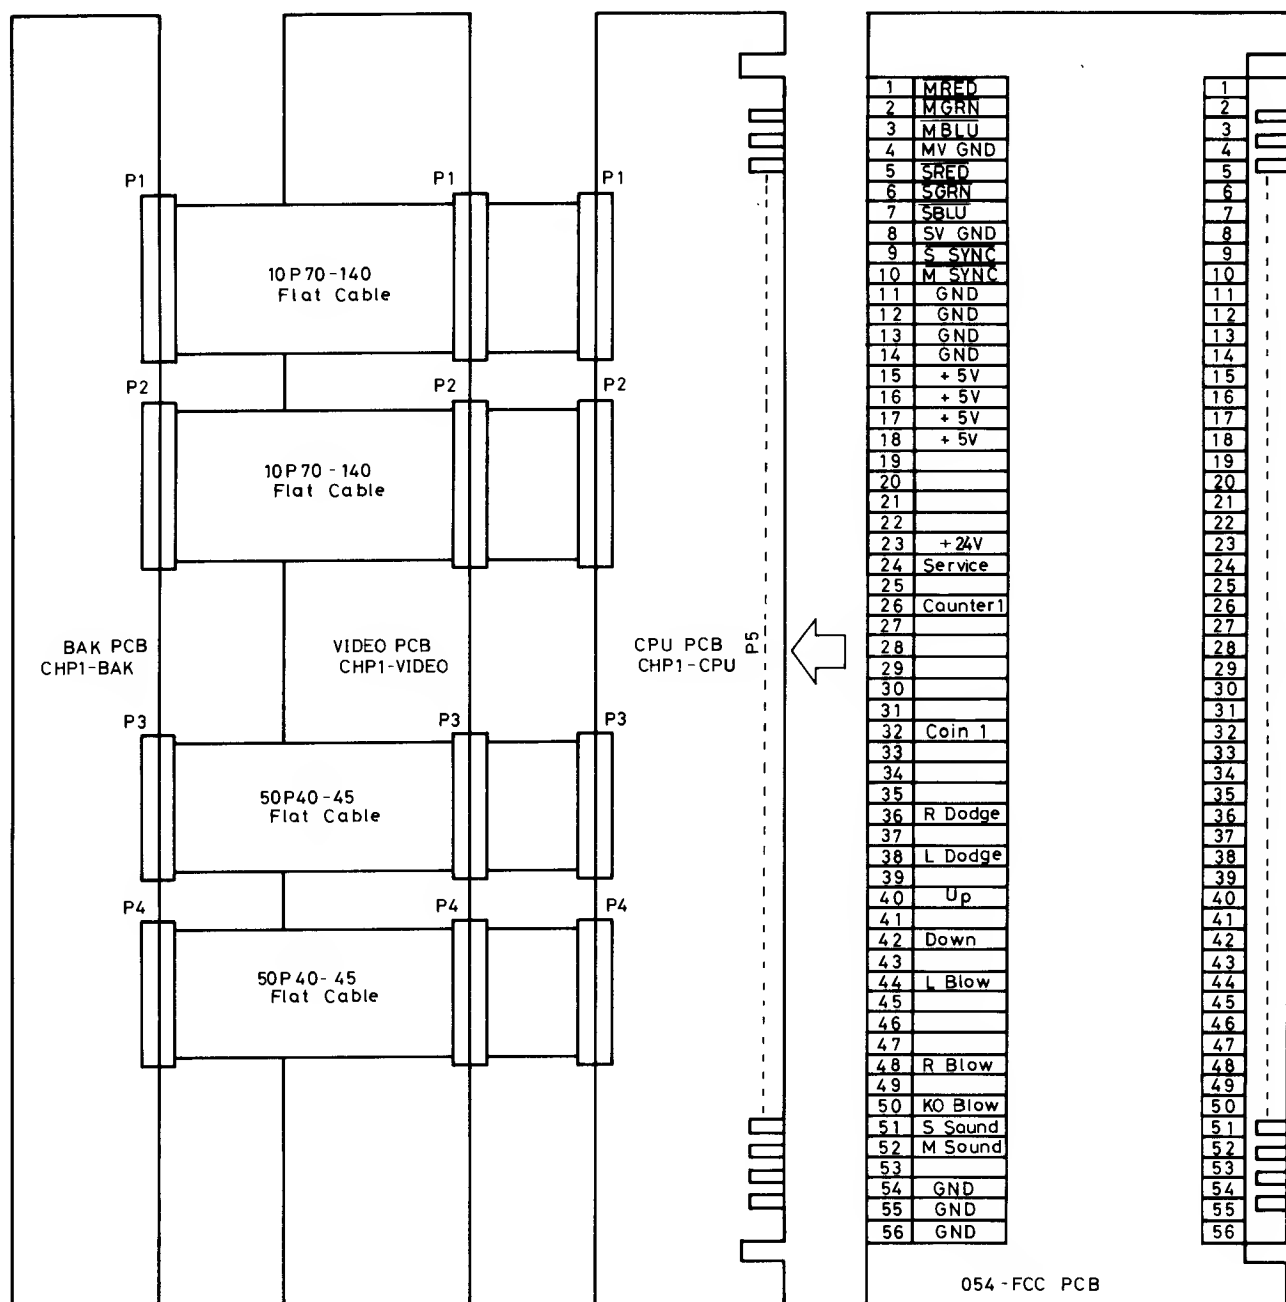 P1
P1
P1
10P70-140
Flat Cable
P2
P2
P2
10P70-140
Flat Cable
BAK PCB
CHP1-BAK
VIDEO PCB
CHP1-VIDEO
CPU PCB
CHP1-CPU
P5
P3
P3
P3
50P40-45
Flat Cable
P4
P4
P4
50P40-45
Flat Cable
1 MRED 1
2 MGRN 2
3 MBLU 3
4 MV GND 4
5 SRED 5
6 SGRN 6
7 SBLU 7
8 SV GND 8
9 S SYNC 9
10 M SYNC 10
11 GND 11
12 GND 12
13 GND 13
14 GND 14
15 +5V 15
16 +5V 16
17 +5V 17
18 +5V 18
19 19
20 20
21 21
22 22
23 +24V 23
24 Service 24
25 25
26 Counter1 26
27 27
28 28
29 29
30 30
31 31
32 Coin 1 32
33 33
34 34
35 35
36 R Dodge 36
37 37
38 L Dodge 38
39 39
40 Up 40
41 41
42 Down 42
43 43
44 L Blow 44
45 45
46 46
47 47
48 R Blow 48
49 49
50 KO Blow 50
51 S Sound 51
52 M Sound 52
53 53
54 GND 54
55 GND 55
56 GND 56
054-FCC PCB